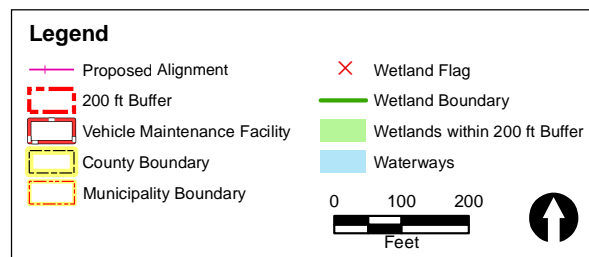 Legend
Proposed Alignment
200 ft Buffer
Vehicle Maintenance Facility
County Boundary
Municipality Boundary
Wetland Flag
Wetland Boundary
Wetlands within 200 ft Buffer
Waterways
0 100 200
Feet